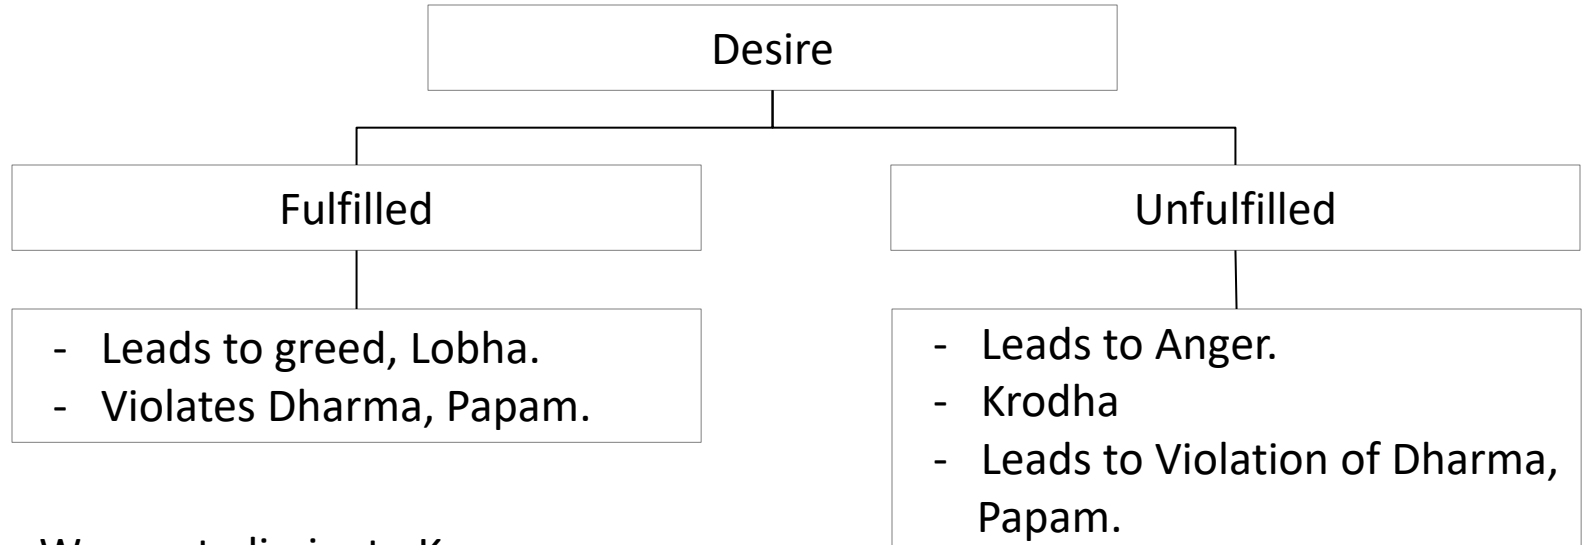 Desire
Fulfilled
Unfulfilled
- Leads to greed, Lobha.
- Violates Dharma, Papam.
- Leads to Anger.
- Krodha
- Leads to Violation of Dharma,
Papam.